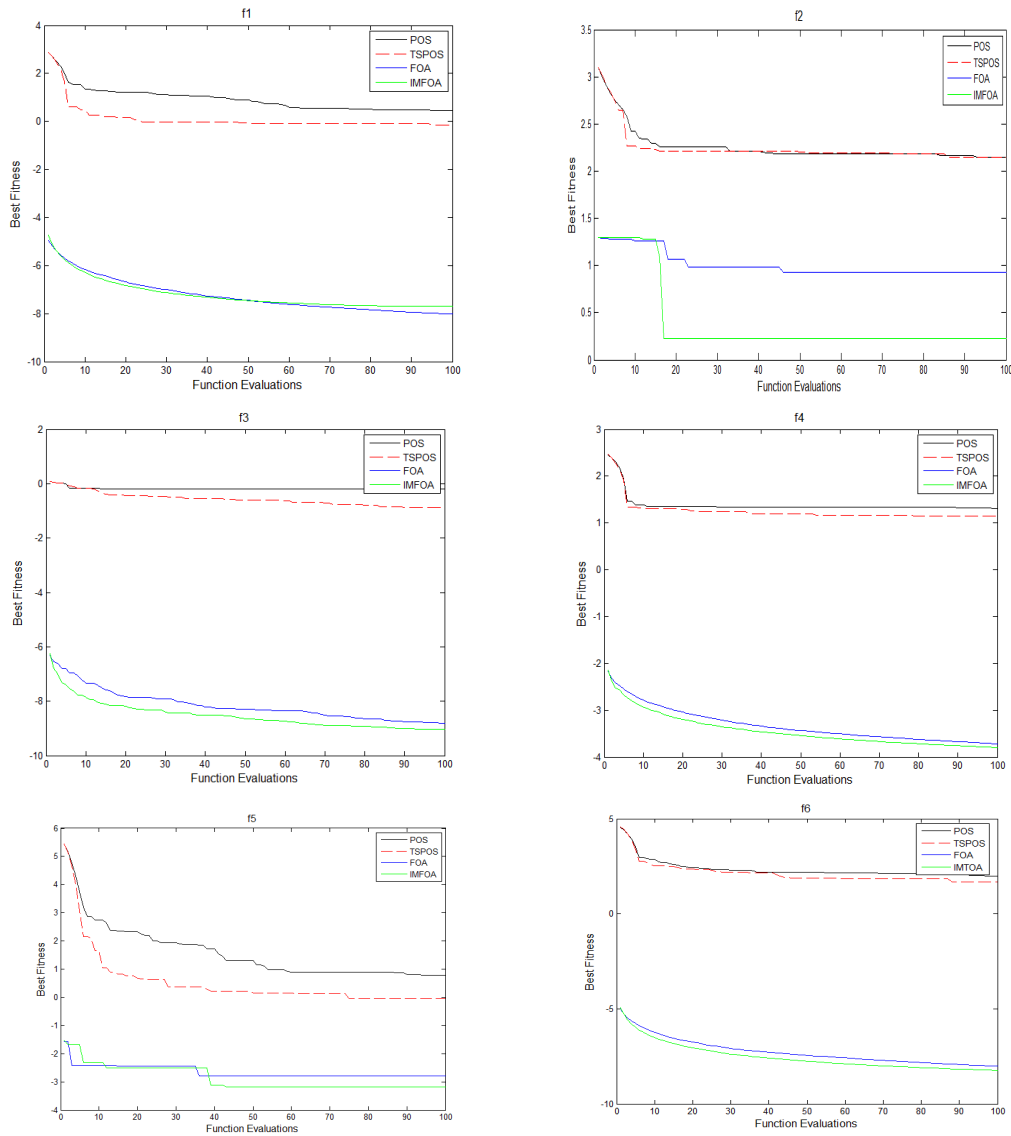 f1
4
2
0
-2
-4
-6
-8
-10
Best Fitness
POS
TSPOS
FOA
IMFOA
0 10 20 30 40 50 60 70 80 90 100
Function Evaluations
f2
3.5
3
2.5
2
1.5
1
0.5
0
Best Fitness
POS
TSPOS
FOA
IMFOA
0 10 20 30 40 50 60 70 80 90 100
Function Evaluations
f3
2
0
-2
-4
-6
-8
-10
Best Fitness
POS
TSPOS
FOA
IMFOA
0 10 20 30 40 50 60 70 80 90 100
Function Evaluations
f4
3
2
1
0
-1
-2
-3
-4
Best Fitness
POS
TSPOS
FOA
IMFOA
0 10 20 30 40 50 60 70 80 90 100
Function Evaluations
f5
6
5
4
3
2
1
0
-1
-2
-3
-4
Best Fitness
POS
TSPOS
FOA
IMFOA
0 10 20 30 40 50 60 70 80 90 100
Function Evaluations
f6
5
0
-5
-10
Best Fitness
POS
TSPOS
FOA
IMTOA
0 10 20 30 40 50 60 70 80 90 100
Function Evaluations